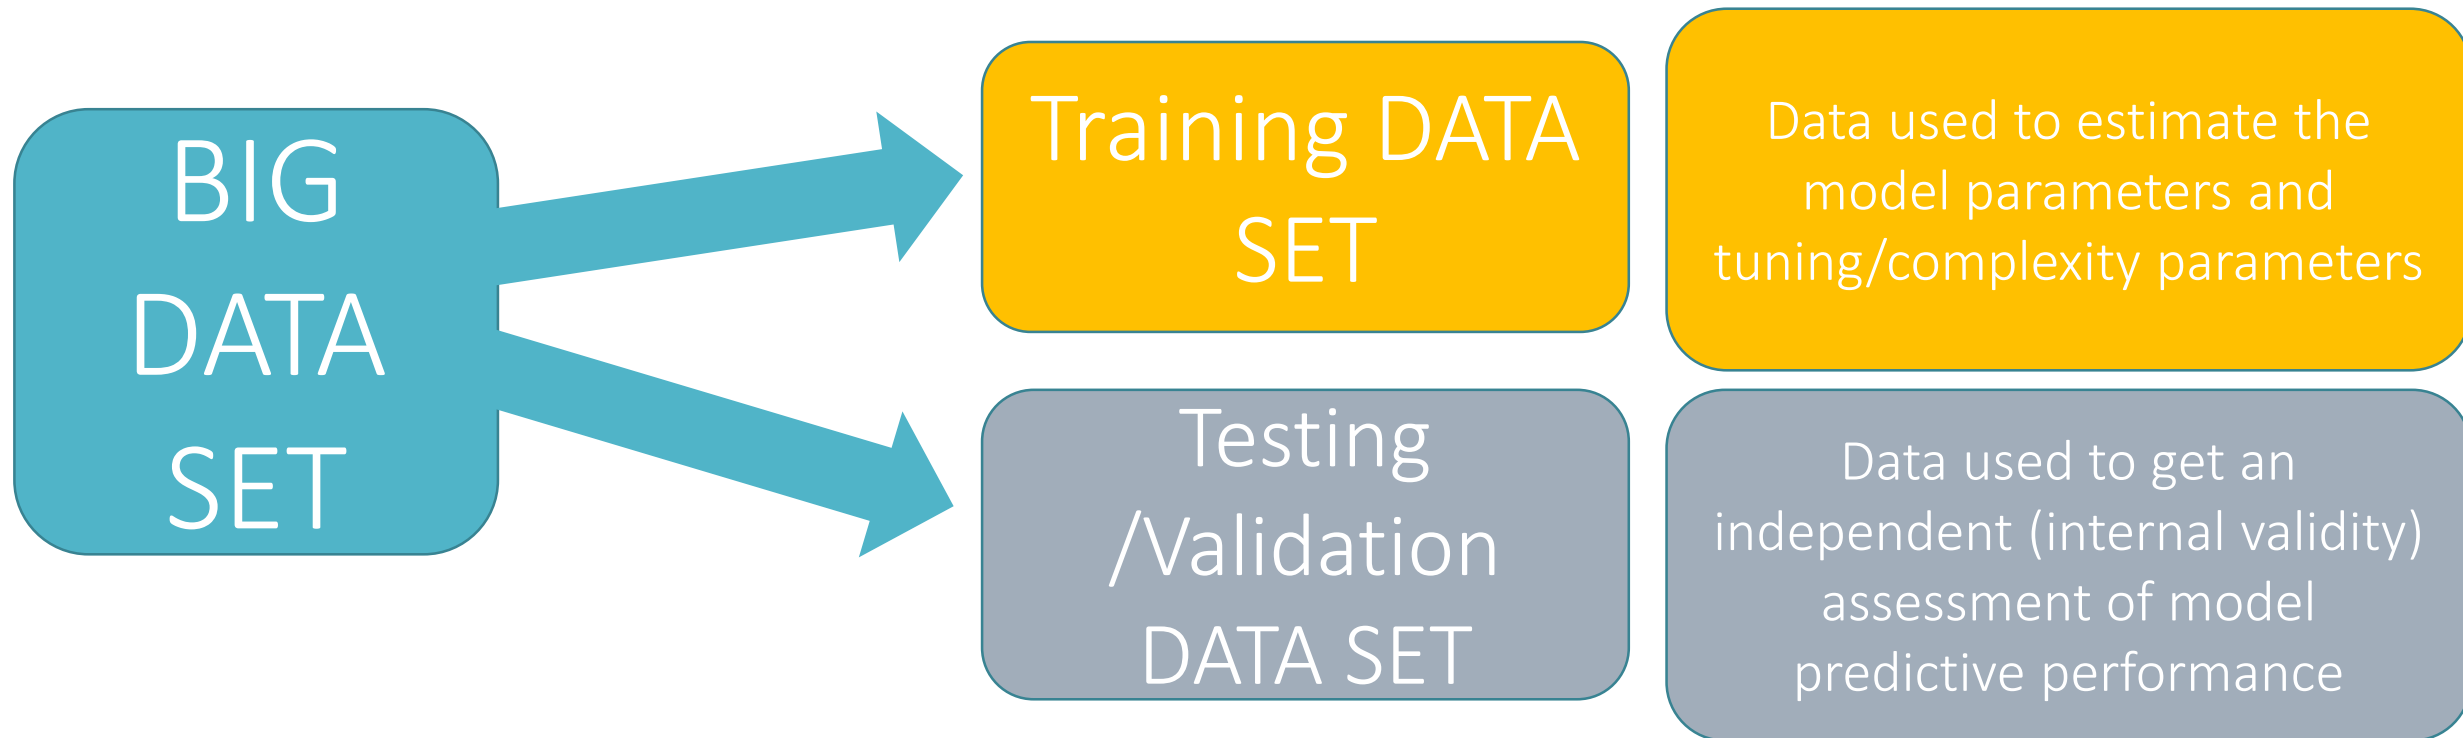 BIG
DATA
SET
Training DATA
SET
Data used to estimate the
model parameters and
tuning/complexity parameters
Testing
/Validation
DATA SET
Data used to get an
independent (internal validity)
assessment of model
predictive performance